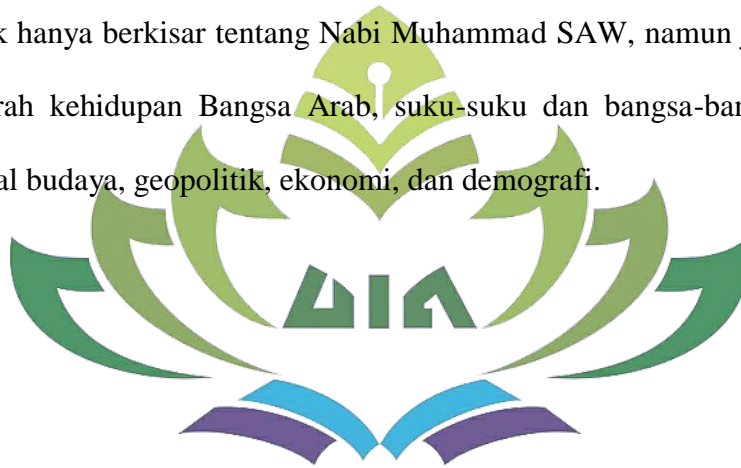 k hanya berkisar tentang Nabi Muhammad SAW, namun
rah kehidupan Bangsa Arab, suku-suku dan bangsa-ban
al budaya, geopolitik, ekonomi, dan demografi.